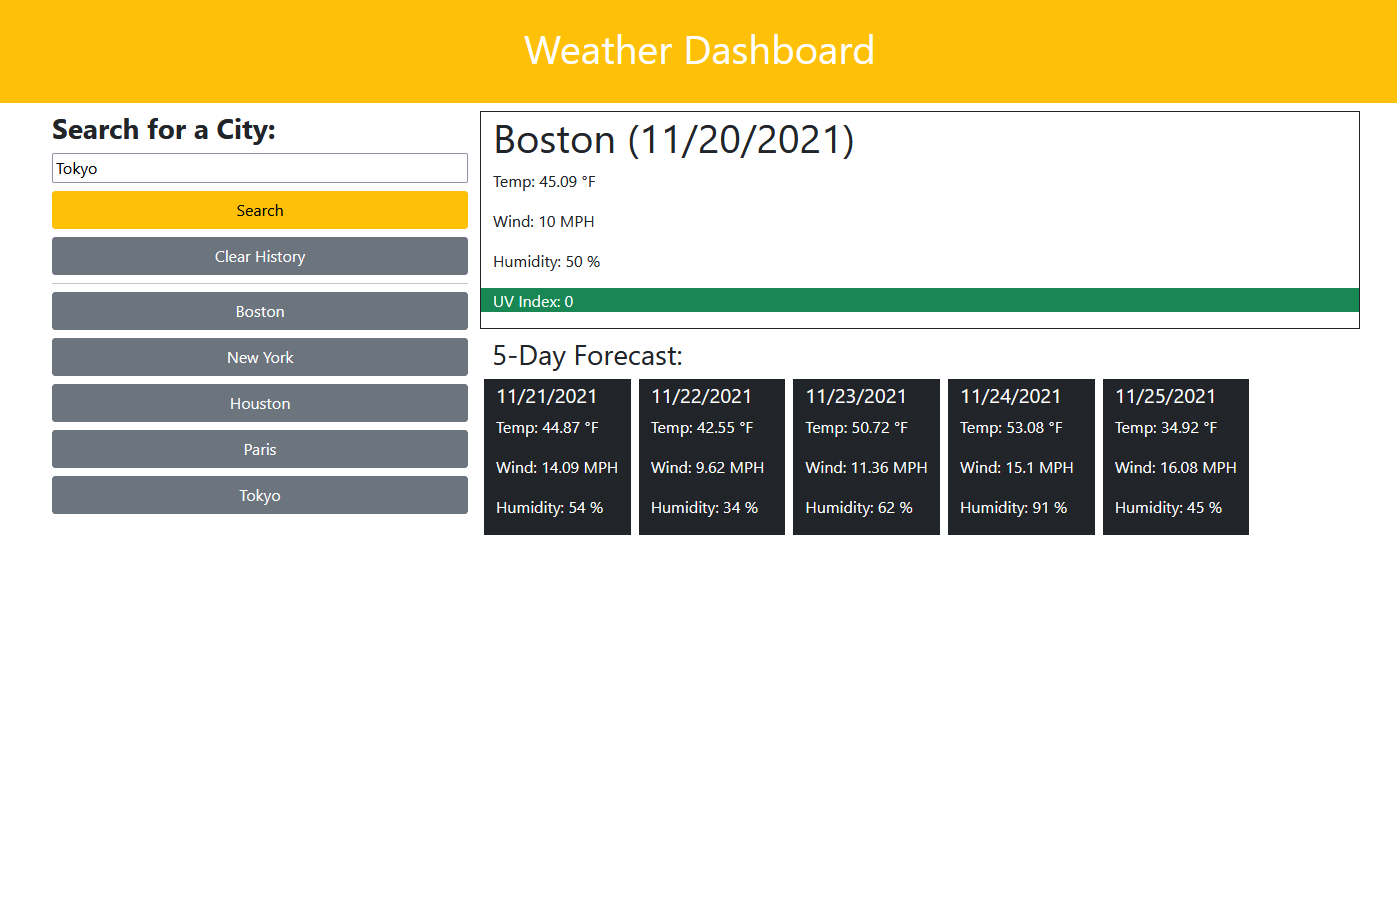 Weather Dashboard
Search for a City:
Tokyo
Search
Clear History
Boston
New York
Houston
Paris
Tokyo
Boston (11/20/2021)
Temp: 45.09 °F
Wind: 10 MPH
Humidity: 50 %
UV Index: 0
5-Day Forecast:
11/21/2021
Temp: 44.87 °F
Wind: 14.09 MPH
Humidity: 54 %
11/22/2021
Temp: 42.55 °F
Wind: 9.62 MPH
Humidity: 34 %
11/23/2021
Temp: 50.72 °F
Wind: 11.36 MPH
Humidity: 62 %
11/24/2021
Temp: 53.08 °F
Wind: 15.1 MPH
Humidity: 91 %
11/25/2021
Temp: 34.92 °F
Wind: 16.08 MPH
Humidity: 45 %